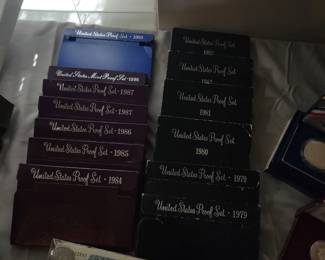 United States Proof Set · 1983
United States Mint Proof Set · 1986
United States Proof Set · 1987
United States Proof Set · 1987
United States Proof Set · 1986
United States Proof Set · 1985
United States Proof Set · 1984
United States Proof Set
United States Proof Set
United States Proof Set
1981
United States Proof Set
1980
United States Proof Set · 1979
United States Proof Set · 1979